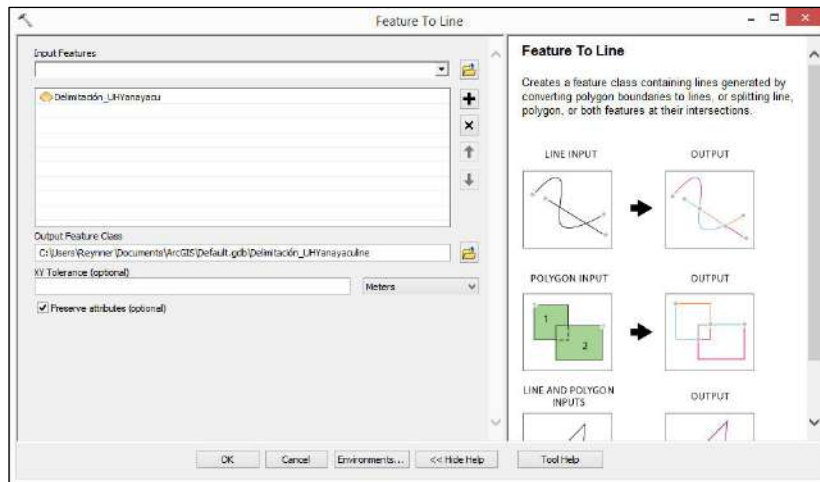 Feature To Line
Input Features
Delimitación_UHYanayacu
Output Feature Class
C:\Users\Reynner\Documents\ArcGIS\Default.gdb\Delimitación_UHYanayaculine
XY Tolerance (optional)
Meters
Preserve attributes (optional)
OK
Cancel
Environments...
<< Hide Help
Tool Help
Feature To Line
Creates a feature class containing lines generated by
converting polygon boundaries to lines, or splitting line,
polygon, or both features at their intersections.
LINE INPUT
OUTPUT
POLYGON INPUT
OUTPUT
1
2
LINE AND POLYGON
INPUTS
OUTPUT